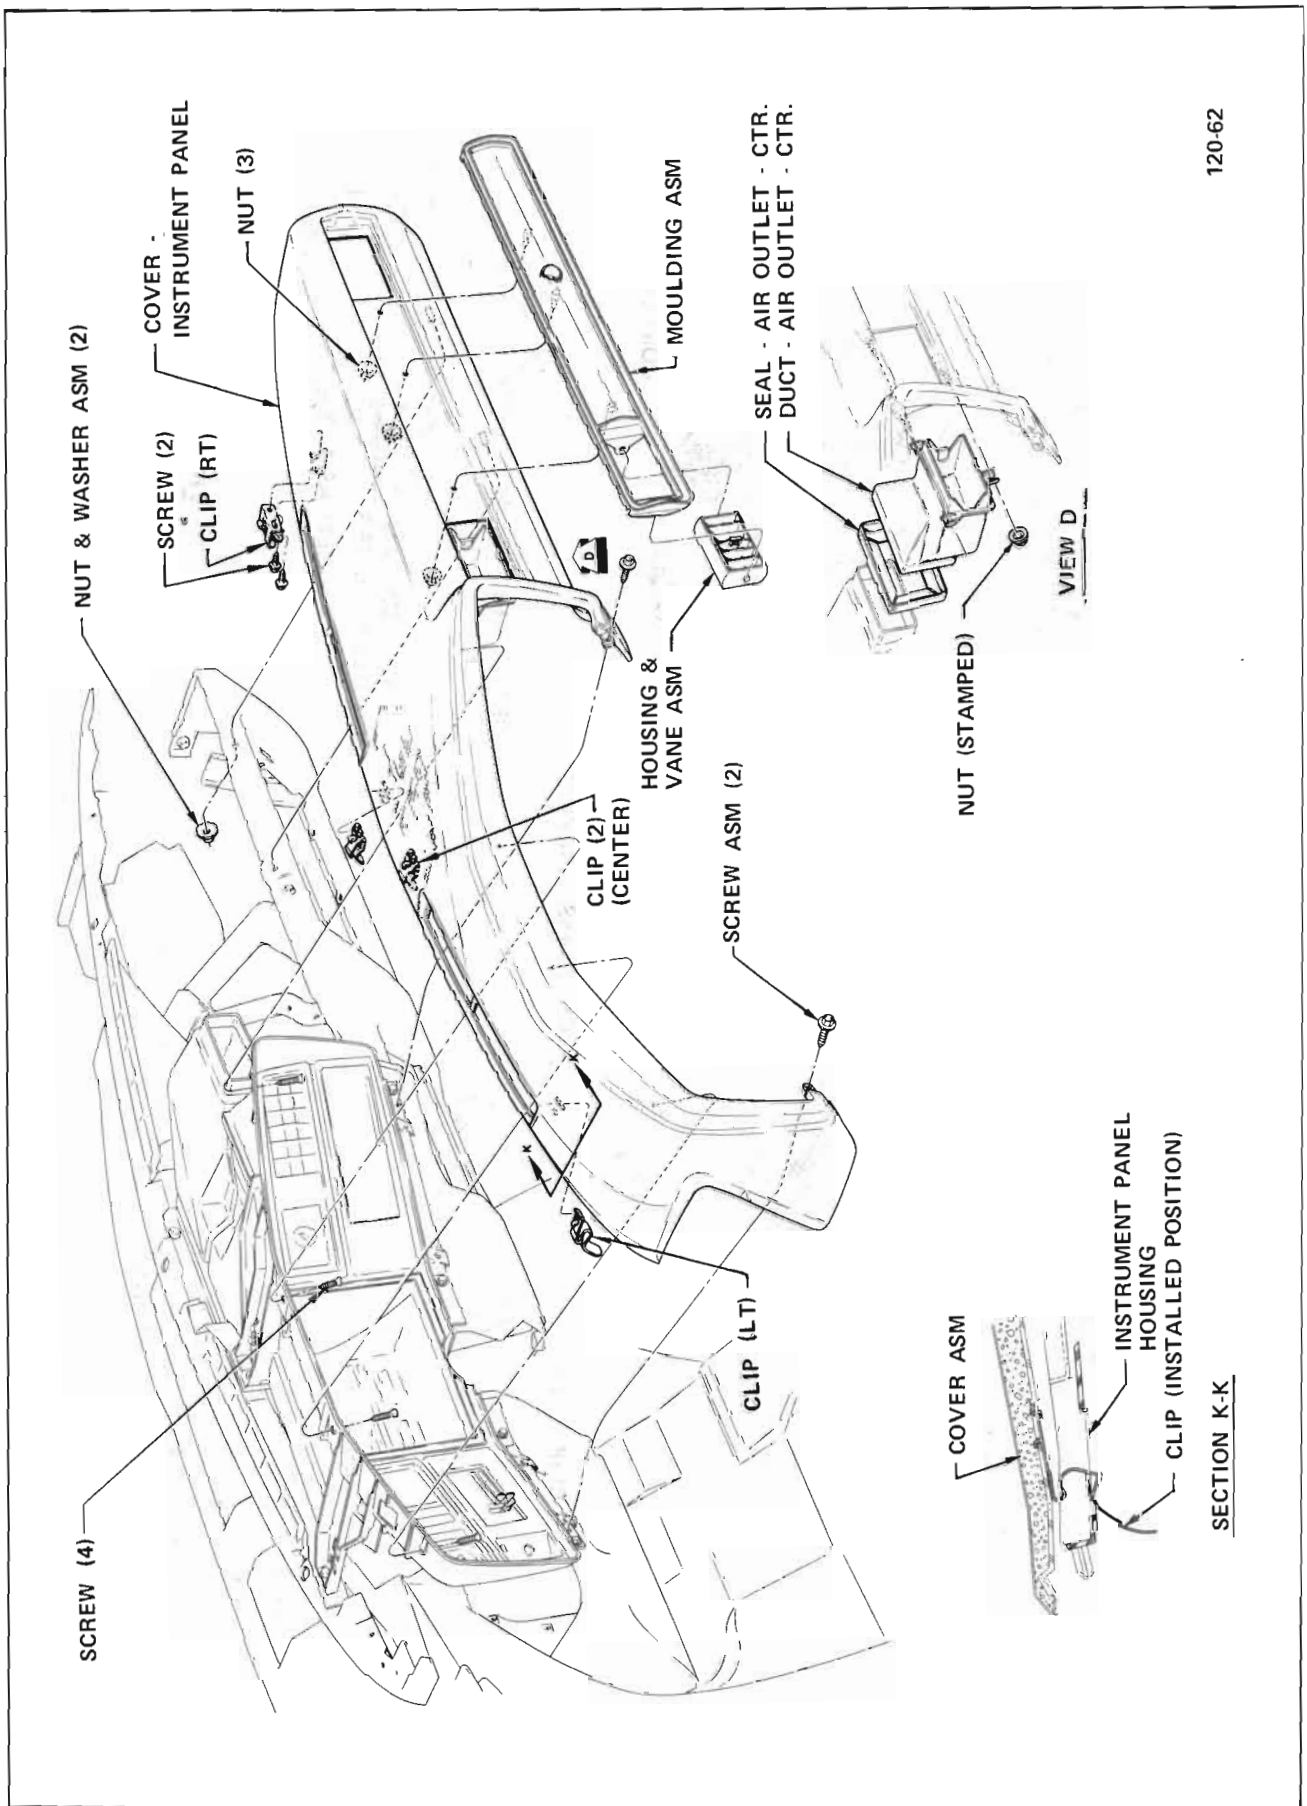 NUT & WASHER ASM (2)
COVER -
INSTRUMENT PANEL
SCREW (2)
CLIP (RT)
NUT (3)
SCREW (4)
MOULDING ASM
D
CLIP (2)
(CENTER)
HOUSING &
VANE ASM
SEAL - AIR OUTLET - CTR.
DUCT - AIR OUTLET - CTR.
K
K
SCREW ASM (2)
CLIP (LT)
NUT (STAMPED)
VIEW D
COVER ASM
INSTRUMENT PANEL
HOUSING
CLIP (INSTALLED POSITION)
SECTION K-K
120-62